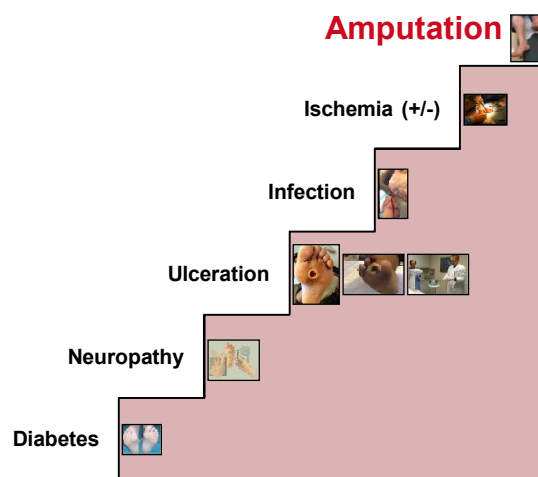 Amputation
Ischemia (+/-)
Infection
Ulceration
Neuropathy
Diabetes